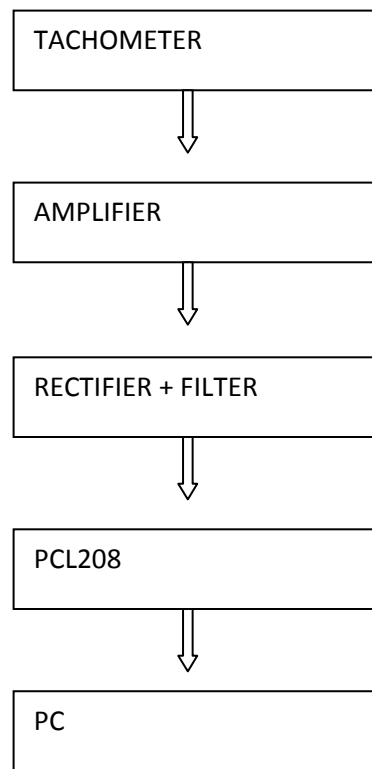 TACHOMETER
AMPLIFIER
RECTIFIER + FILTER
PCL208
PC